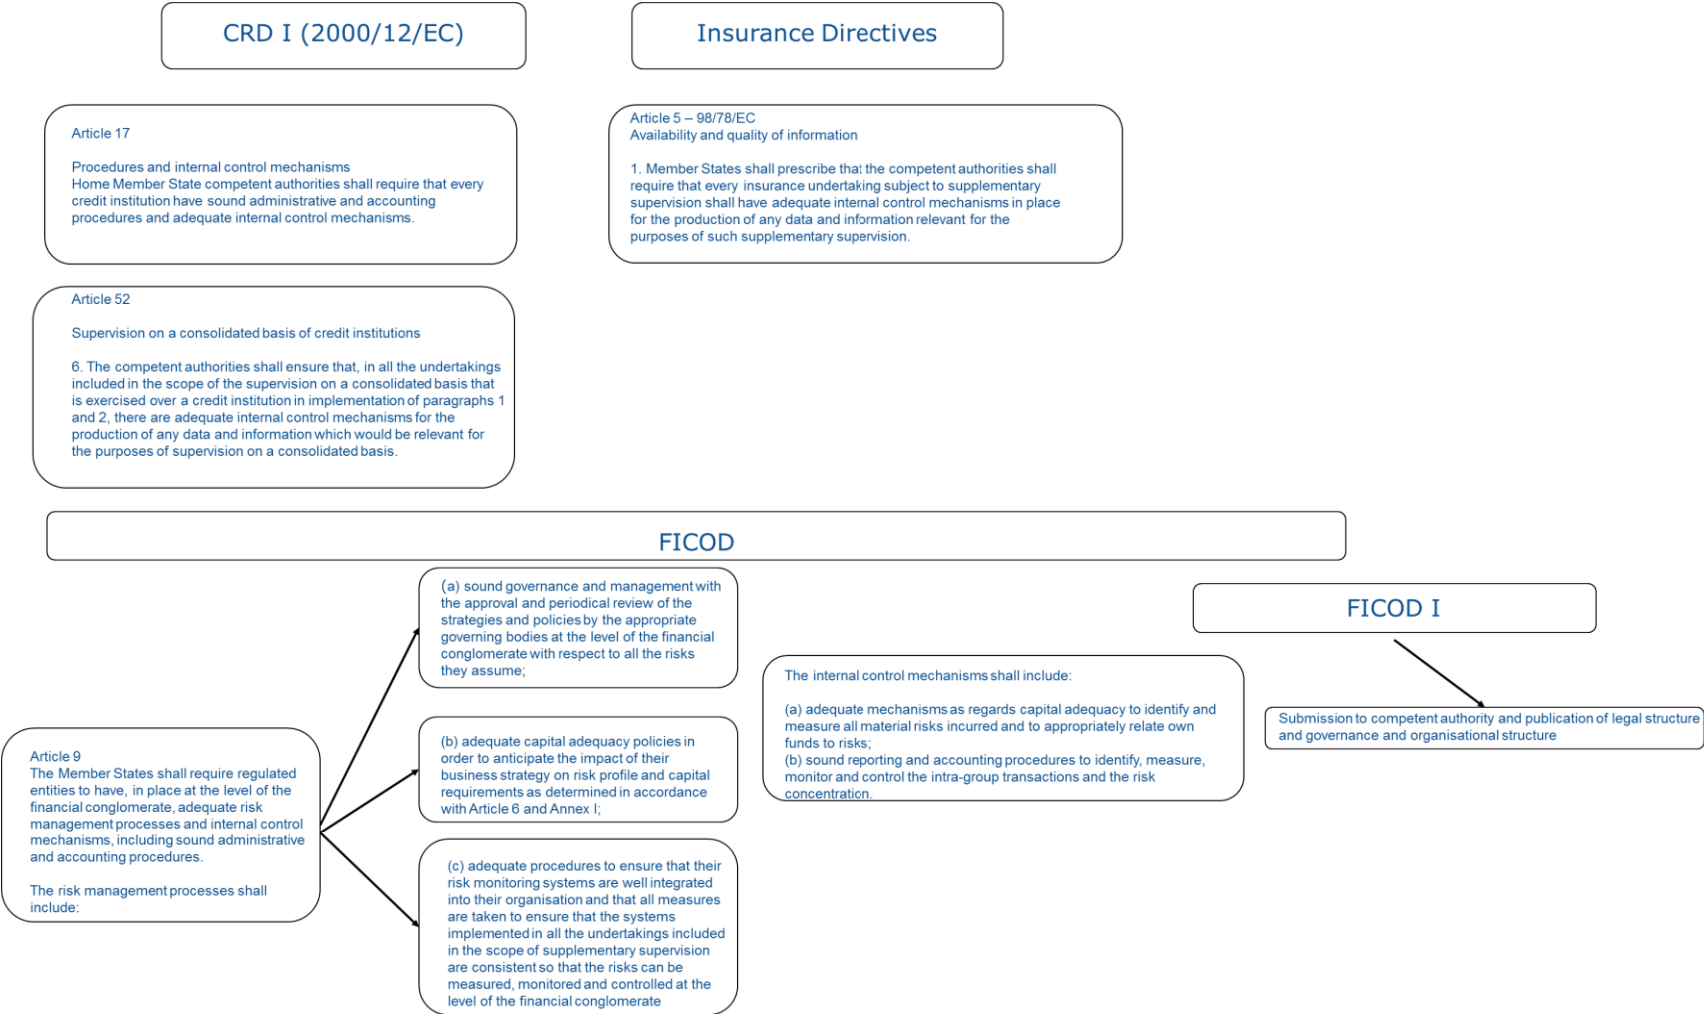 CRD I (2000/12/EC)
Insurance Directives
Article 17
Procedures and internal control mechanisms
Home Member State competent authorities shall require that every
credit institution have sound administrative and accounting
procedures and adequate internal control mechanisms.
Article 5 – 98/78/EC
Availability and quality of information
1. Member States shall prescribe that the competent authorities shall
require that every insurance undertaking subject to supplementary
supervision shall have adequate internal control mechanisms in place
for the production of any data and information relevant for the
purposes of such supplementary supervision.
Article 52
Supervision on a consolidated basis of credit institutions
6. The competent authorities shall ensure that, in all the undertakings
included in the scope of the supervision on a consolidated basis that
is exercised over a credit institution in implementation of paragraphs 1
and 2, there are adequate internal control mechanisms for the
production of any data and information which would be relevant for
the purposes of supervision on a consolidated basis.
FICOD
Article 9
The Member States shall require regulated
entities to have, in place at the level of the
financial conglomerate, adequate risk
management processes and internal control
mechanisms, including sound administrative
and accounting procedures.
The risk management processes shall
include:
(a) sound governance and management with
the approval and periodical review of the
strategies and policies by the appropriate
governing bodies at the level of the financial
conglomerate with respect to all the risks
they assume;
(b) adequate capital adequacy policies in
order to anticipate the impact of their
business strategy on risk profile and capital
requirements as determined in accordance
with Article 6 and Annex I;
(c) adequate procedures to ensure that their
risk monitoring systems are well integrated
into their organisation and that all measures
are taken to ensure that the systems
implemented in all the undertakings included
in the scope of supplementary supervision
are consistent so that the risks can be
measured, monitored and controlled at the
level of the financial conglomerate
The internal control mechanisms shall include:
(a) adequate mechanisms as regards capital adequacy to identify and
measure all material risks incurred and to appropriately relate own
funds to risks;
(b) sound reporting and accounting procedures to identify, measure,
monitor and control the intra-group transactions and the risk
concentration.
FICOD I
Submission to competent authority and publication of legal structure
and governance and organisational structure